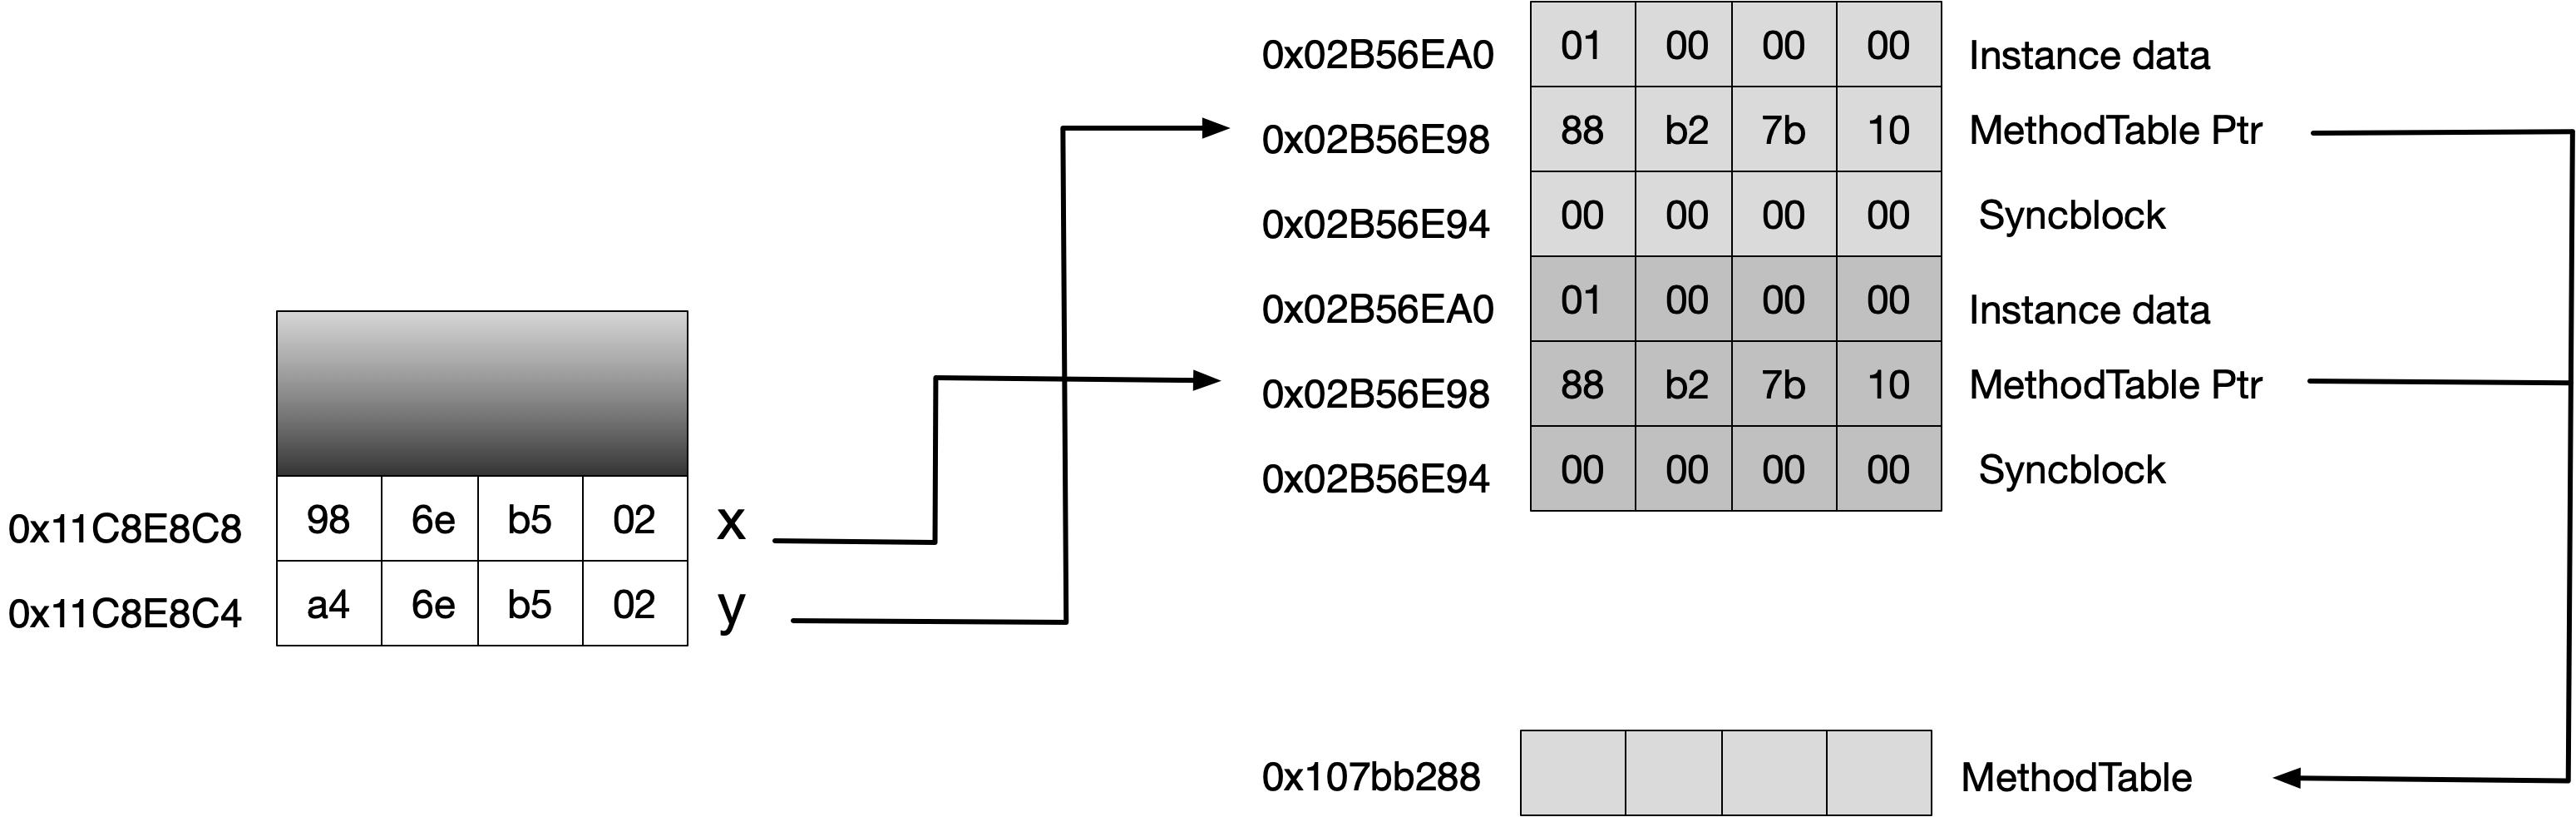 0x02B56EA0 01 00 00 00 Instance data
0x02B56E98 88 b2 7b 10 MethodTable Ptr
0x02B56E94 00 00 00 00 Syncblock
0x02B56EA0 01 00 00 00 Instance data
0x02B56E98 88 b2 7b 10 MethodTable Ptr
0x02B56E94 00 00 00 00 Syncblock
0x11C8E8C8 98 6e b5 02 x
0x11C8E8C4 a4 6e b5 02 y
0x107bb288 MethodTable